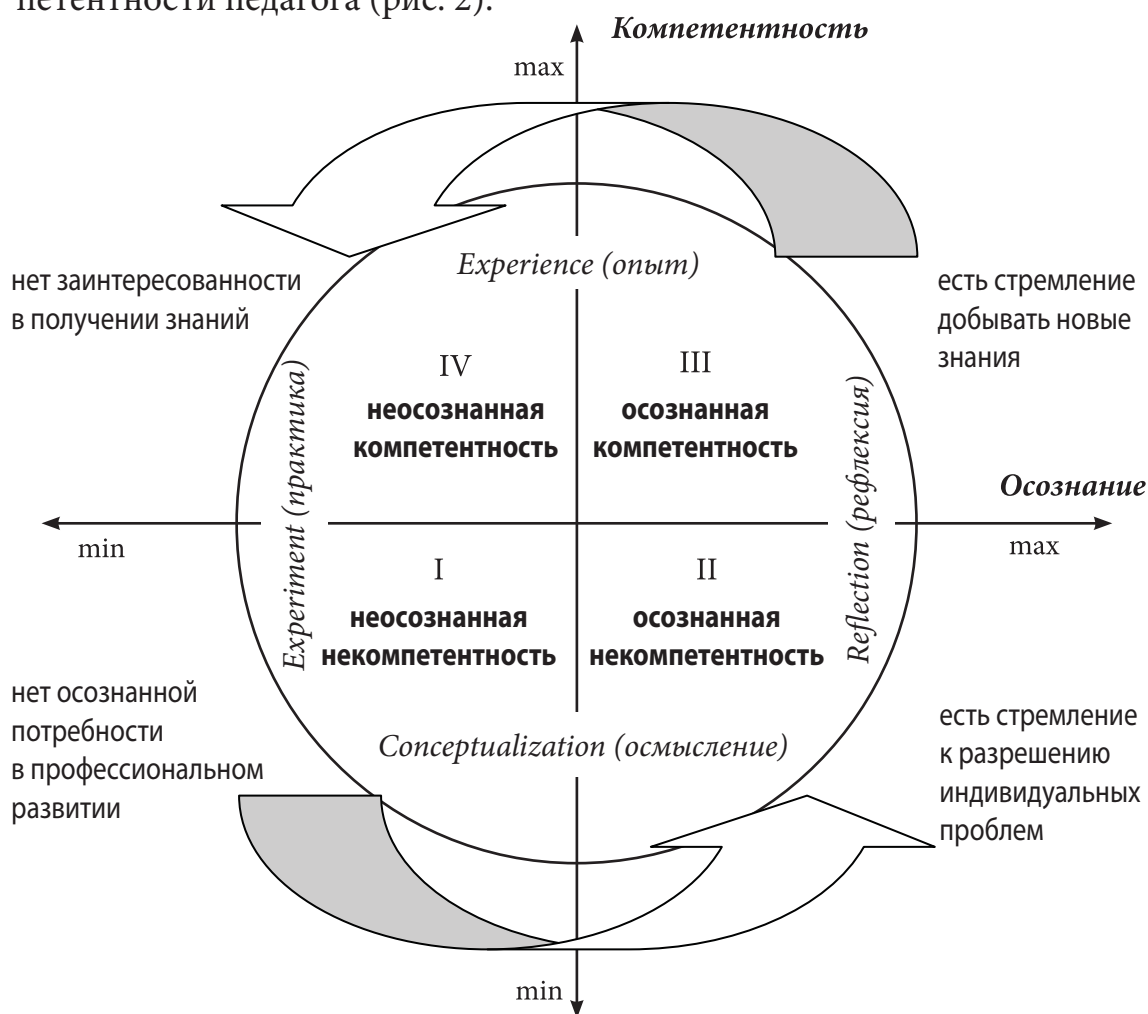 петентности педагога (рис. 2).
Компетентность
max
Experience (опыт)
нет заинтересованности
в получении знаний
есть стремление
добывать новые
знания
IV
неосознанная
компетентность
III
осознанная
компетентность
Experiment (практика)
Reflection (рефлексия)
Осознание
min
max
I
неосознанная
некомпетентность
II
осознанная
некомпетентность
нет осознанной
потребности
в профессиональном
развитии
Conceptualization (осмысление)
есть стремление
к разрешению
индивидуальных
проблем
min